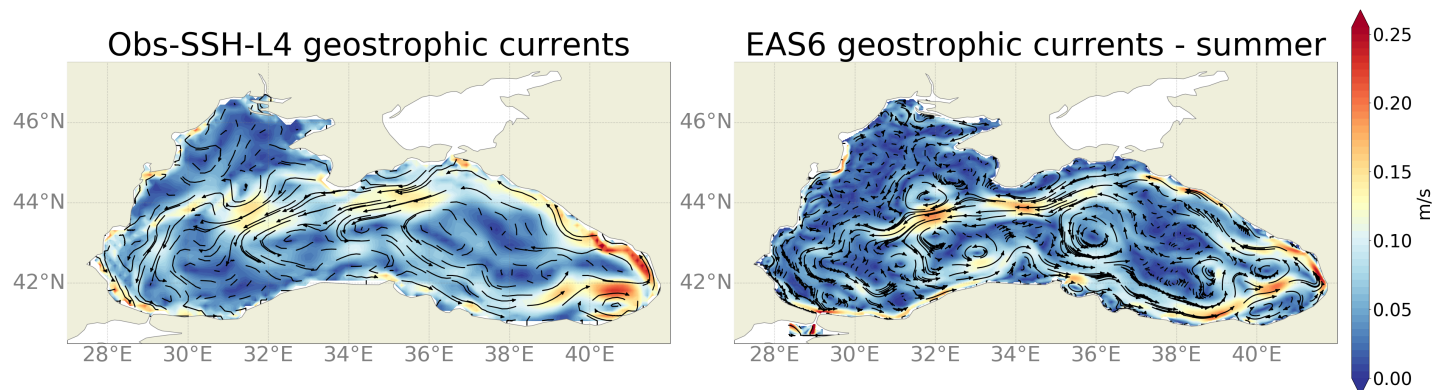 Obs-SSH-L4 geostrophic currents
46°N
44°N
42°N
28°E 30°E 32°E 34°E 36°E 38°E 40°E
EAS6 geostrophic currents - summer
46°N
44°N
42°N
28°E 30°E 32°E 34°E 36°E 38°E 40°E
0.25
0.20
0.15
0.10
0.05
0.00
m/s